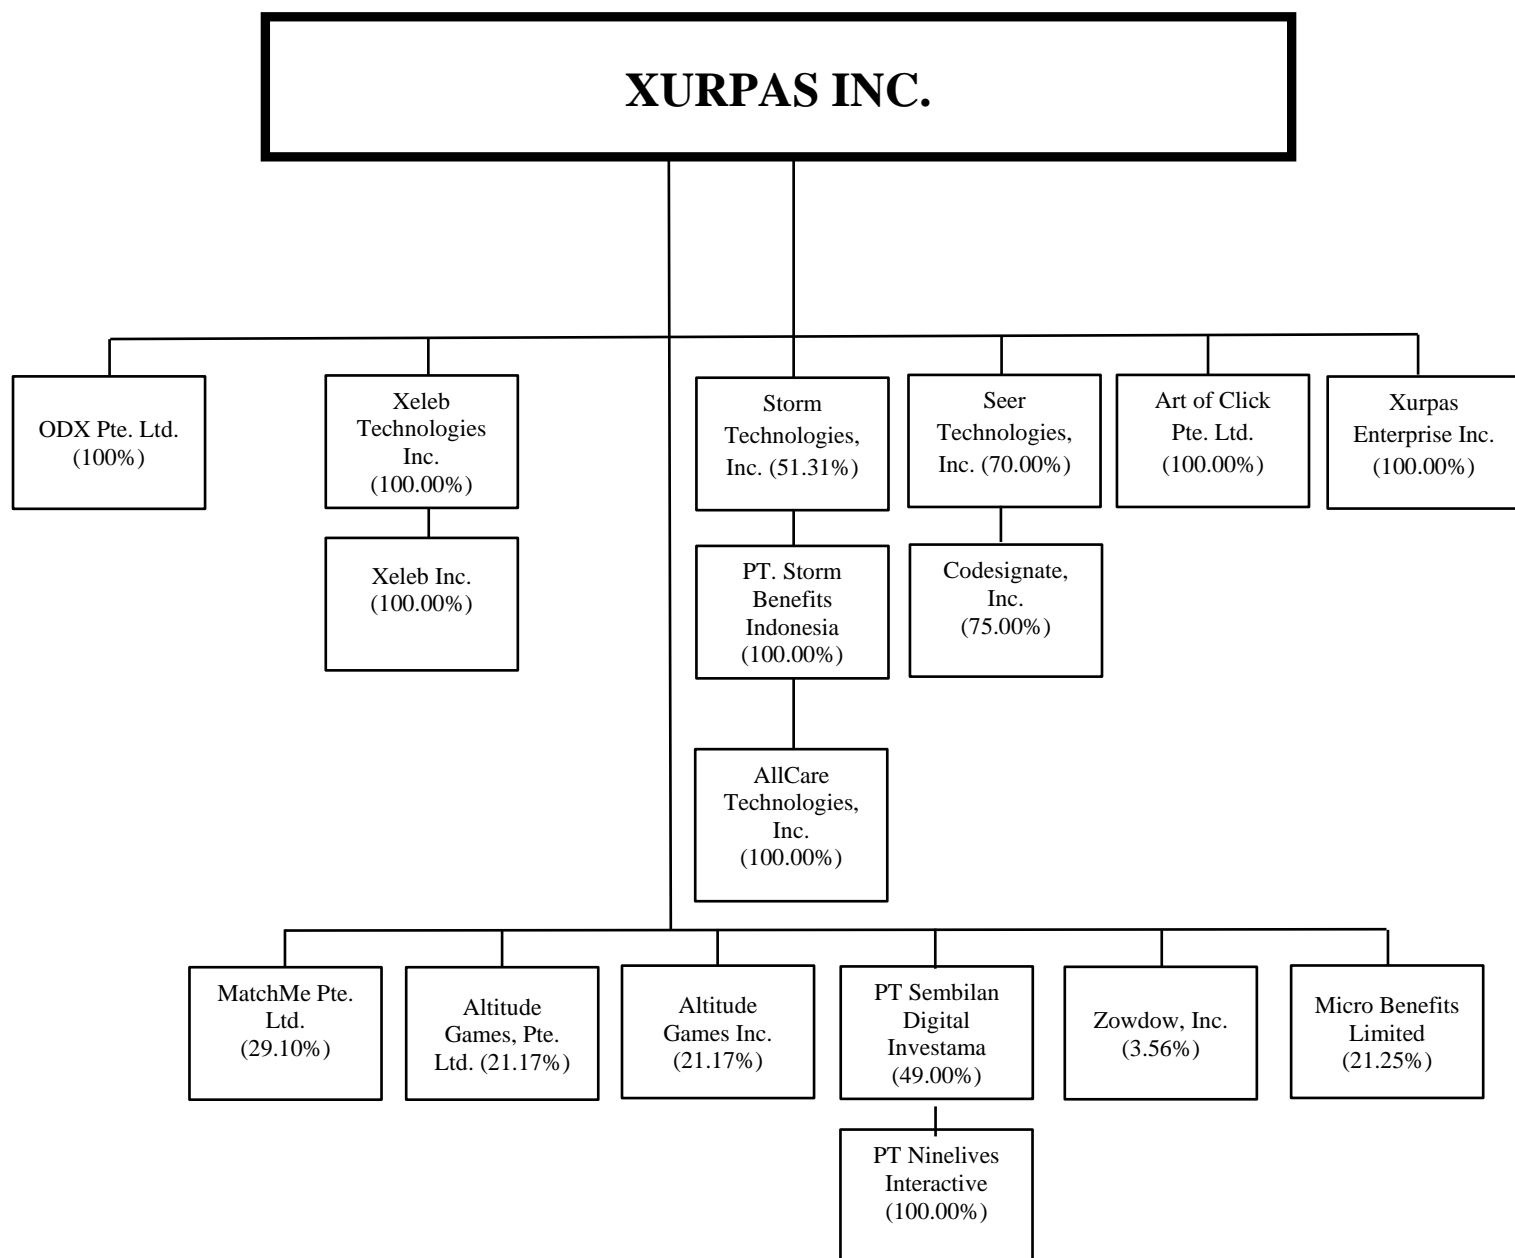 XURPAS INC.
ODX Pte. Ltd.
(100%)
Xeleb
Technologies
Inc.
(100.00%)
Storm
Technologies,
Inc. (51.31%)
Seer
Technologies,
Inc. (70.00%)
Art of Click
Pte. Ltd.
(100.00%)
Xurpas
Enterprise Inc.
(100.00%)
Xeleb Inc.
(100.00%)
PT. Storm
Benefits
Indonesia
(100.00%)
Codesignate,
Inc.
(75.00%)
AllCare
Technologies,
Inc.
(100.00%)
MatchMe Pte.
Ltd.
(29.10%)
Altitude
Games, Pte.
Ltd. (21.17%)
Altitude
Games Inc.
(21.17%)
PT Sembilan
Digital
Investama
(49.00%)
Zowdow, Inc.
(3.56%)
Micro Benefits
Limited
(21.25%)
PT Ninelives
Interactive
(100.00%)